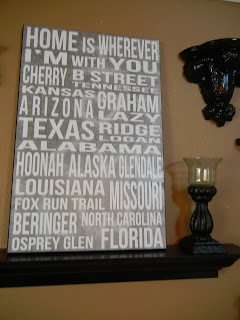 HOME IS WHEREVER
I'M WITH YOU
CHERRY B STREET
TENNESSEE
KANSAS
GRAHAM
ARIZONA
LAZY
TEXAS RIDGE
LOGAN
ALABAMA
HOONAH ALASKA GLENDALE
LOUISIANA MISSOURI
FOX RUN TRAIL
BERINGER NORTH CAROLINA
OSPREY GLEN FLORIDA